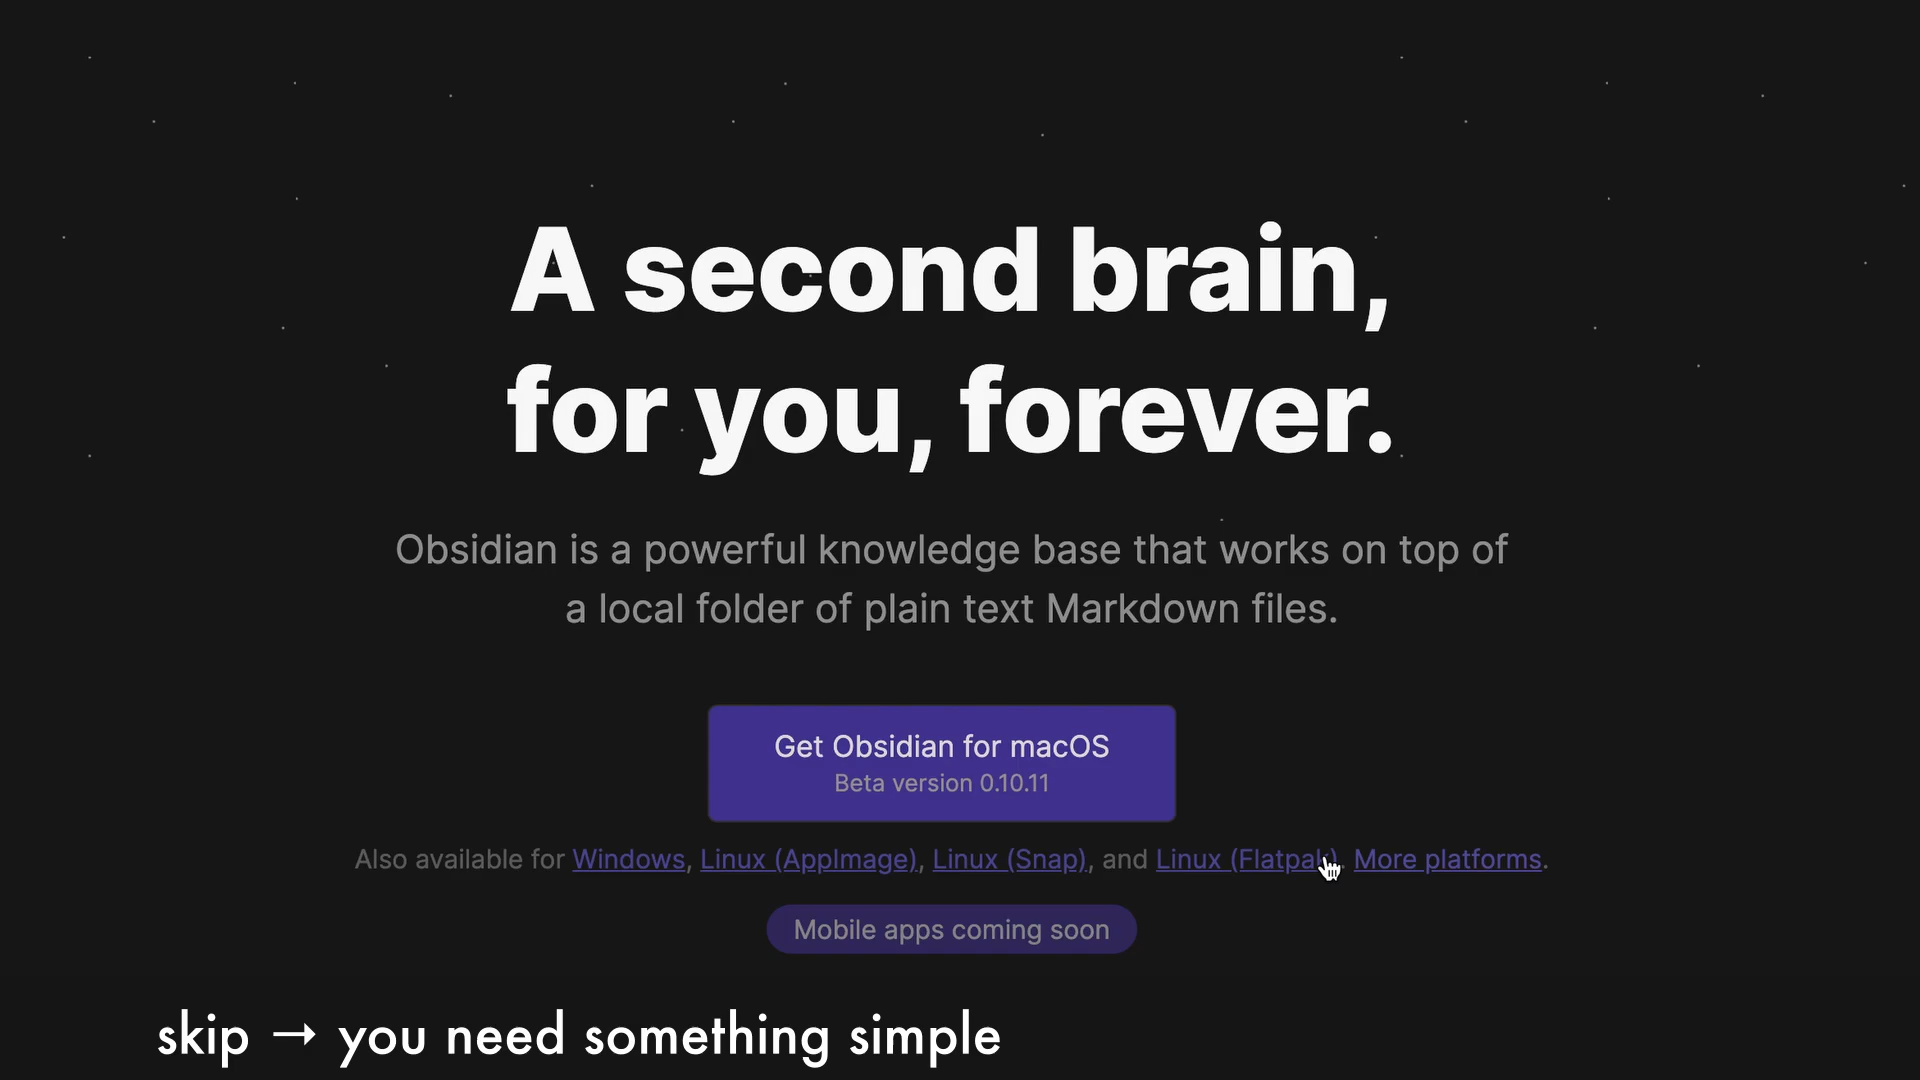 A second brain,
for you, forever.
Obsidian is a powerful knowledge base that works on top of
a local folder of plain text Markdown files.
Get Obsidian for macOS
Beta version 0.10.11
Also available for Windows, Linux (AppImage), Linux (Snap), and Linux (Flatpak). More platforms.
Mobile apps coming soon
skip → you need something simple